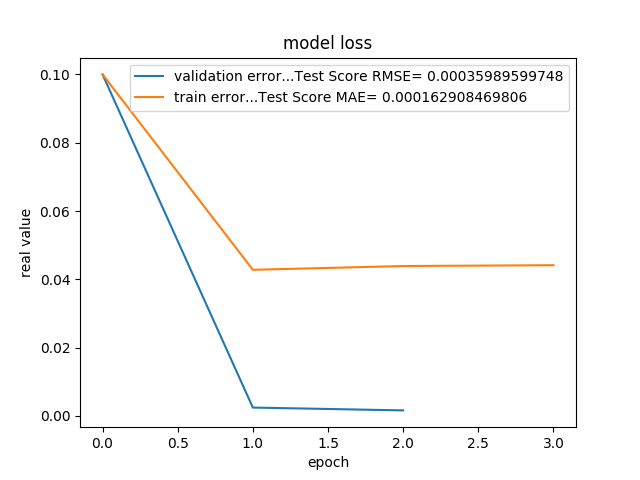 model loss
validation error...Test Score RMSE= 0.00035989599748
train error...Test Score MAE= 0.000162908469806
real value
0.10
0.08
0.06
0.04
0.02
0.00
0.0 0.5 1.0 1.5 2.0 2.5 3.0
epoch